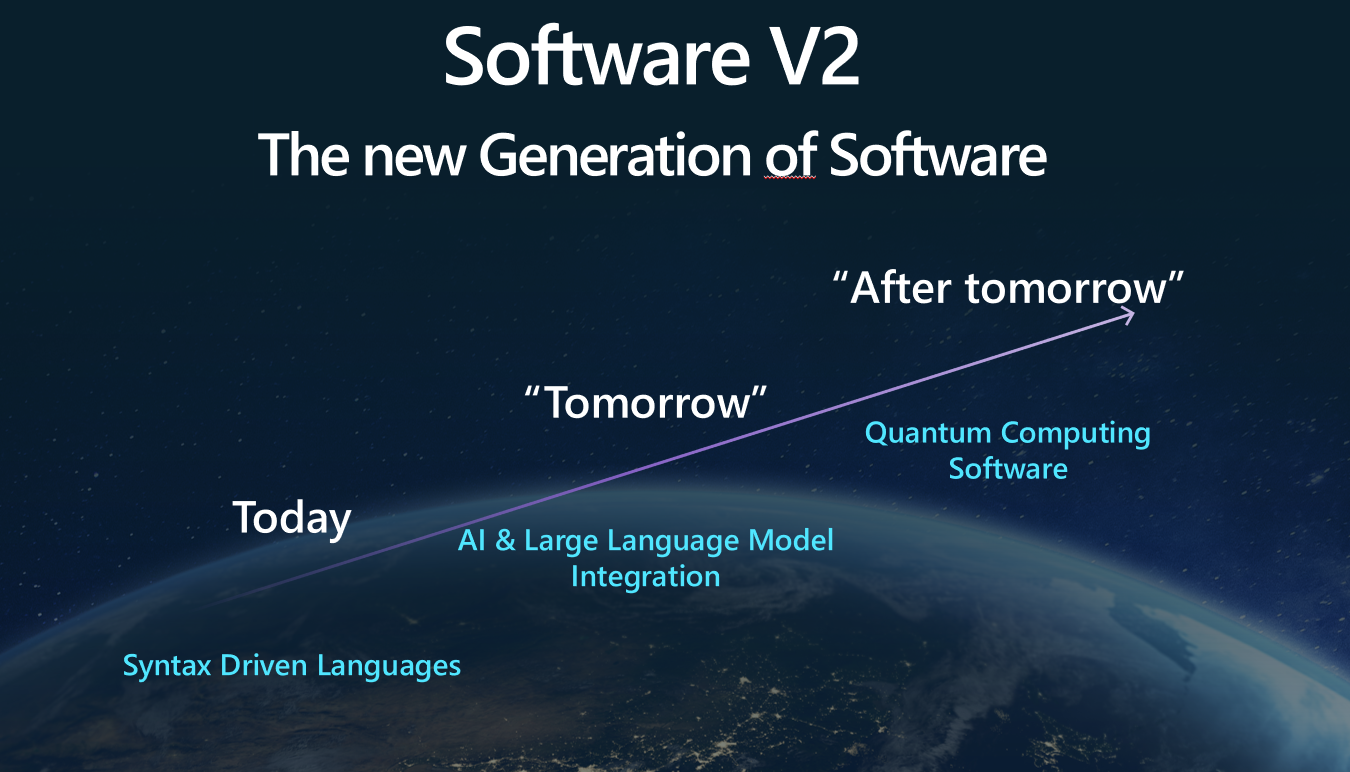 Software V2
The new Generation of Software
“After tomorrow”
“Tomorrow”
Quantum Computing
Software
Today
AI & Large Language Model
Integration
Syntax Driven Languages